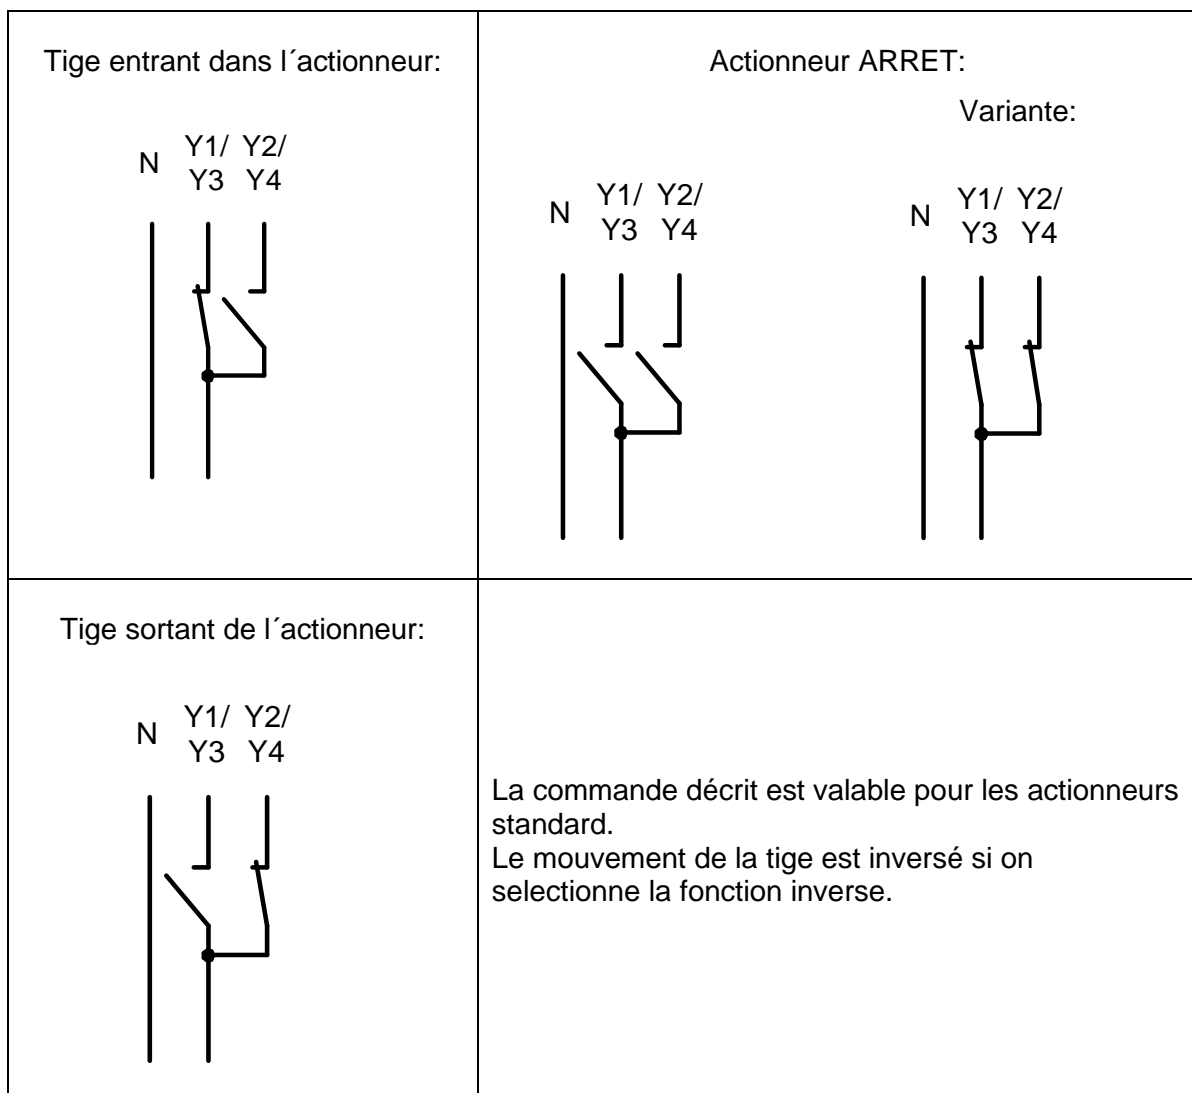 Tige entrant dans l´actionneur:
N Y1/ Y2/
Y3 Y4
Actionneur ARRET:
Variante:
N Y1/ Y2/
Y3 Y4
N Y1/ Y2/
Y3 Y4
Tige sortant de l´actionneur:
N Y1/ Y2/
Y3 Y4
La commande décrit est valable pour les actionneurs
standard.
Le mouvement de la tige est inversé si on
selectionne la fonction inverse.